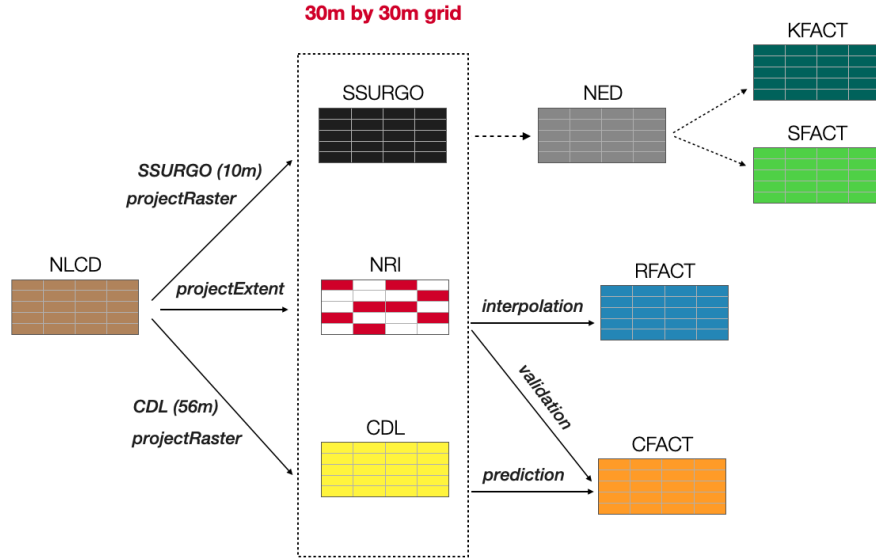 30m by 30m grid
KFACT
SSURGO
NED
SFACT
SSURGO (10m)
projectRaster
NLCD
projectExtent
NRI
RFACT
interpolation
validation
CDL (56m)
projectRaster
CDL
CFACT
prediction